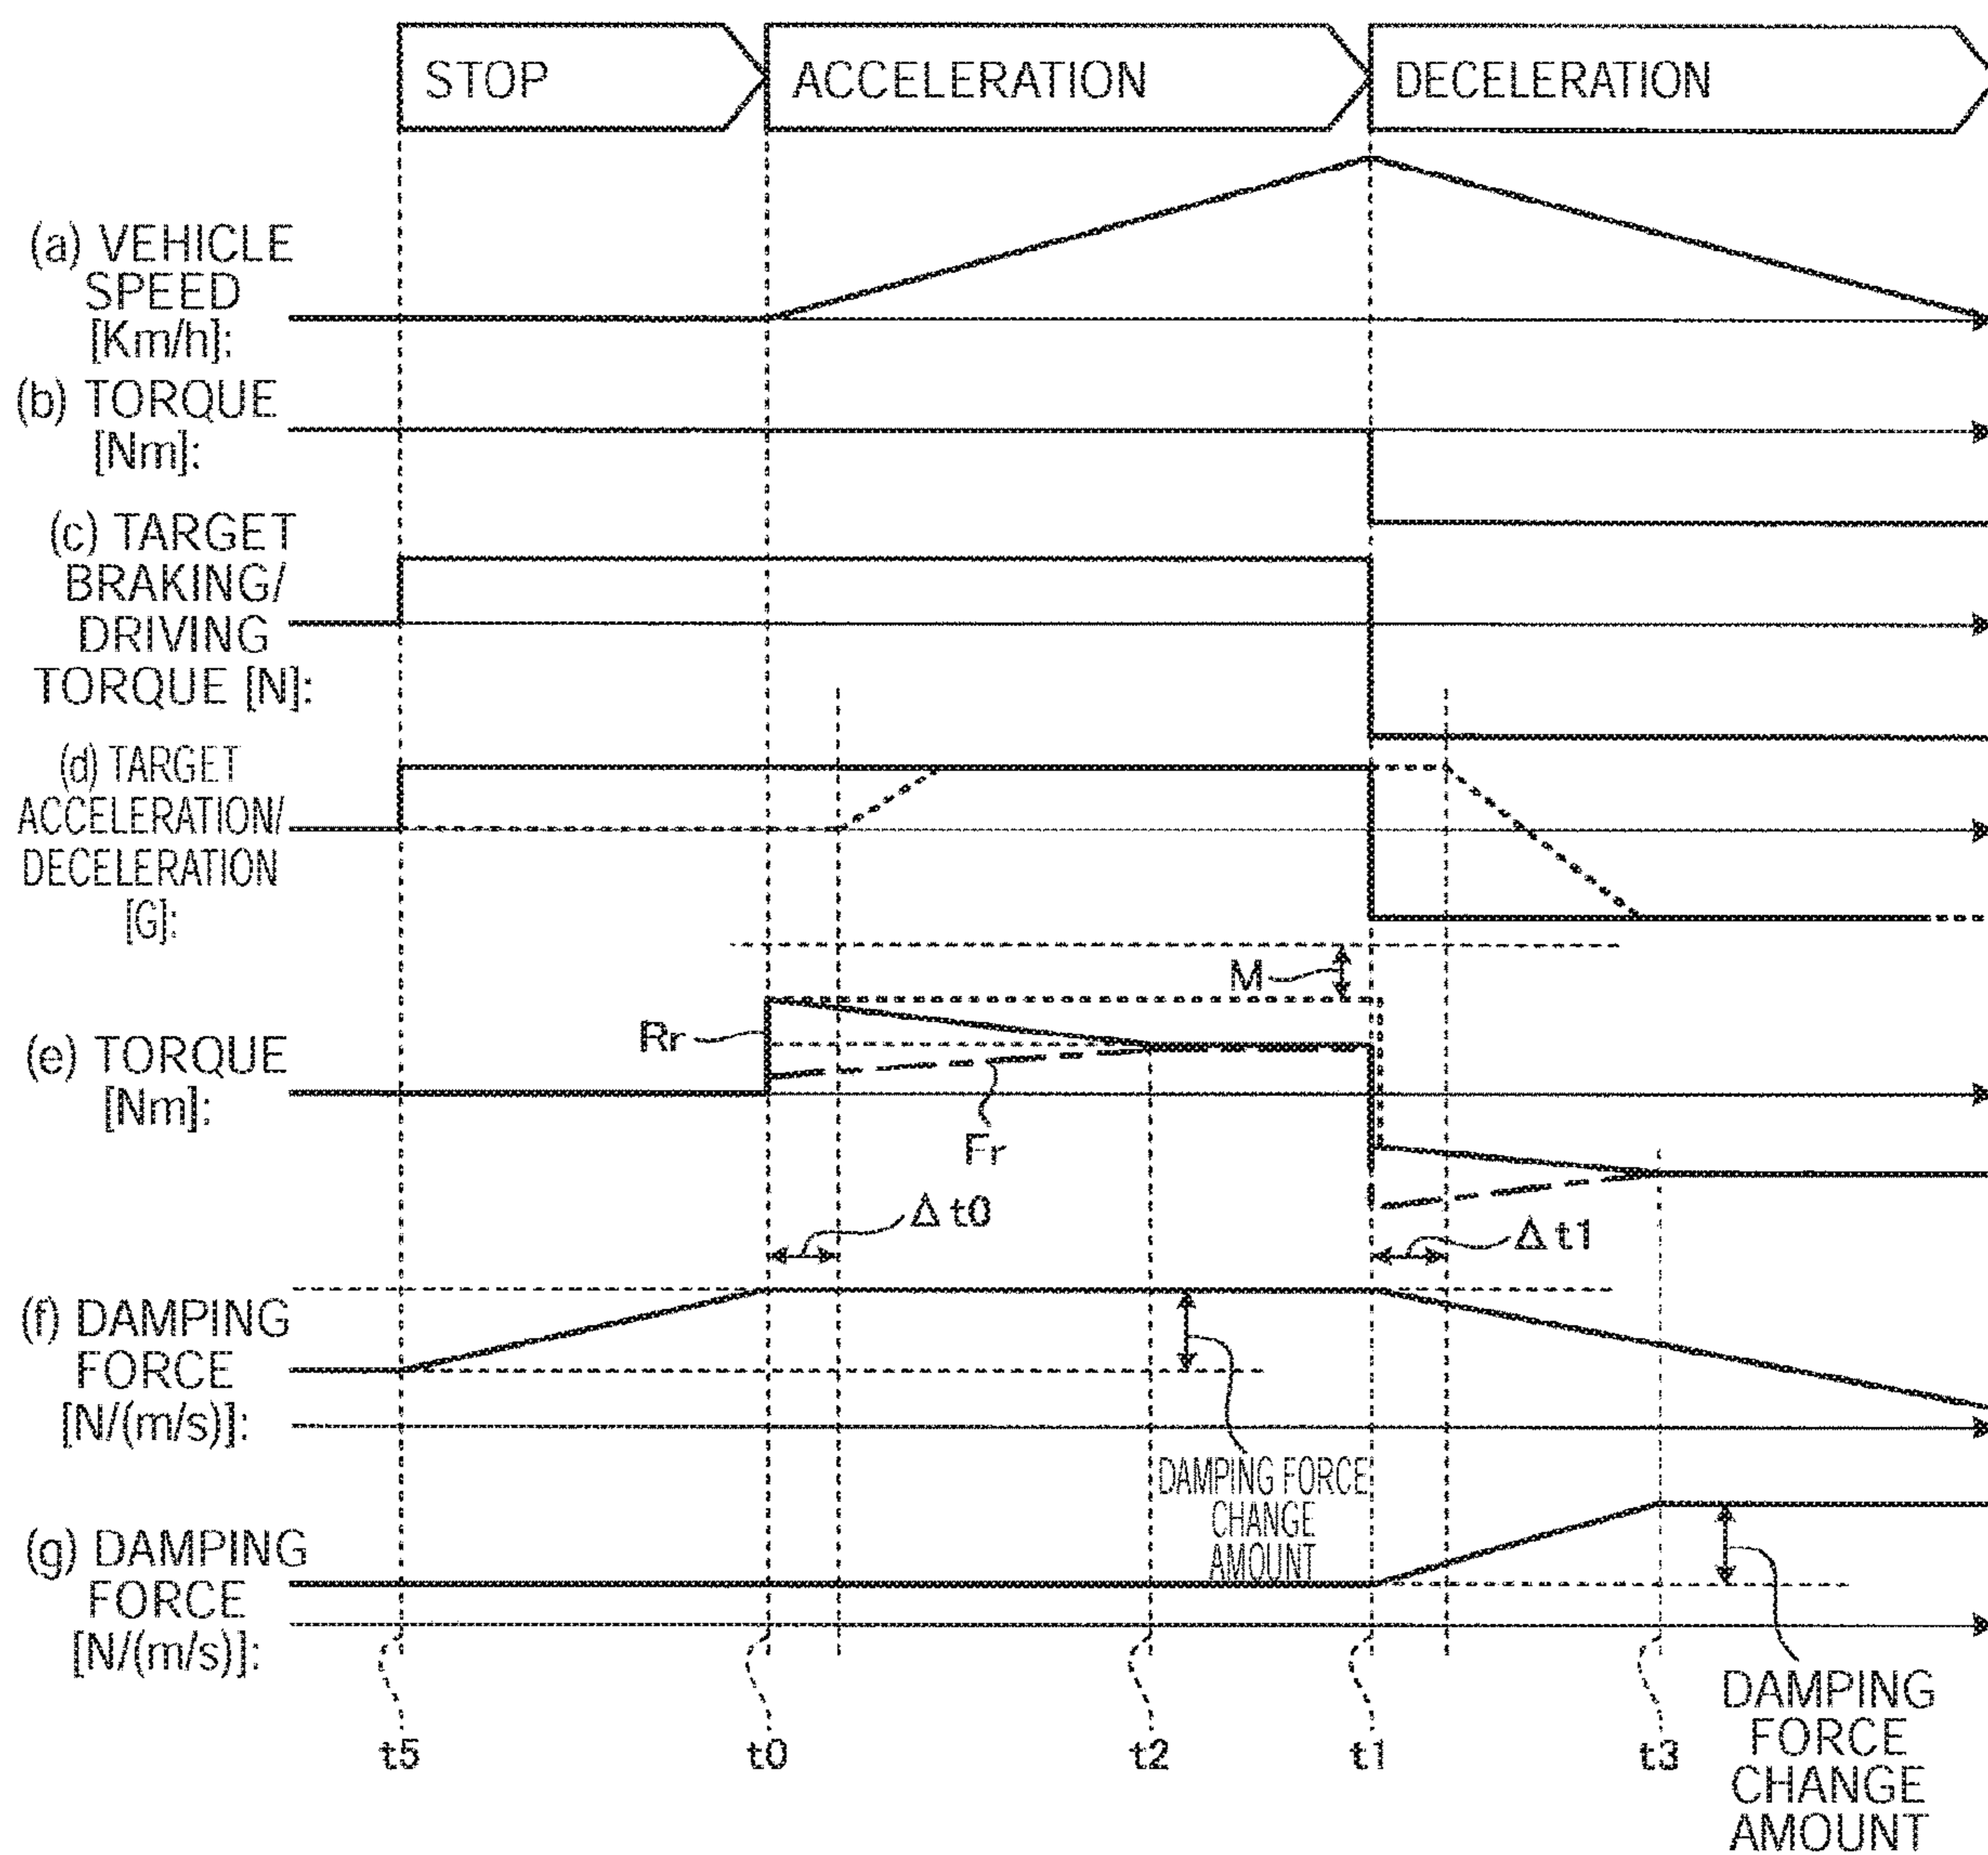 STOP
ACCELERATION
DECELERATION
(a) VEHICLE
SPEED
[Km/h]:
(b) TORQUE
[Nm]:
(c) TARGET
BRAKING/
DRIVING
TORQUE [N]:
(d) TARGET
ACCELERATION/
DECELERATION
[G]:
M
Rr
(e) TORQUE
[Nm]:
Fr
Δt0
Δt1
(f) DAMPING
FORCE
[N/(m/s)]:
DAMPING FORCE
CHANGE
AMOUNT
(g) DAMPING
FORCE
[N/(m/s)]:
t5
t0
t2
t1
t3
DAMPING
FORCE
CHANGE
AMOUNT